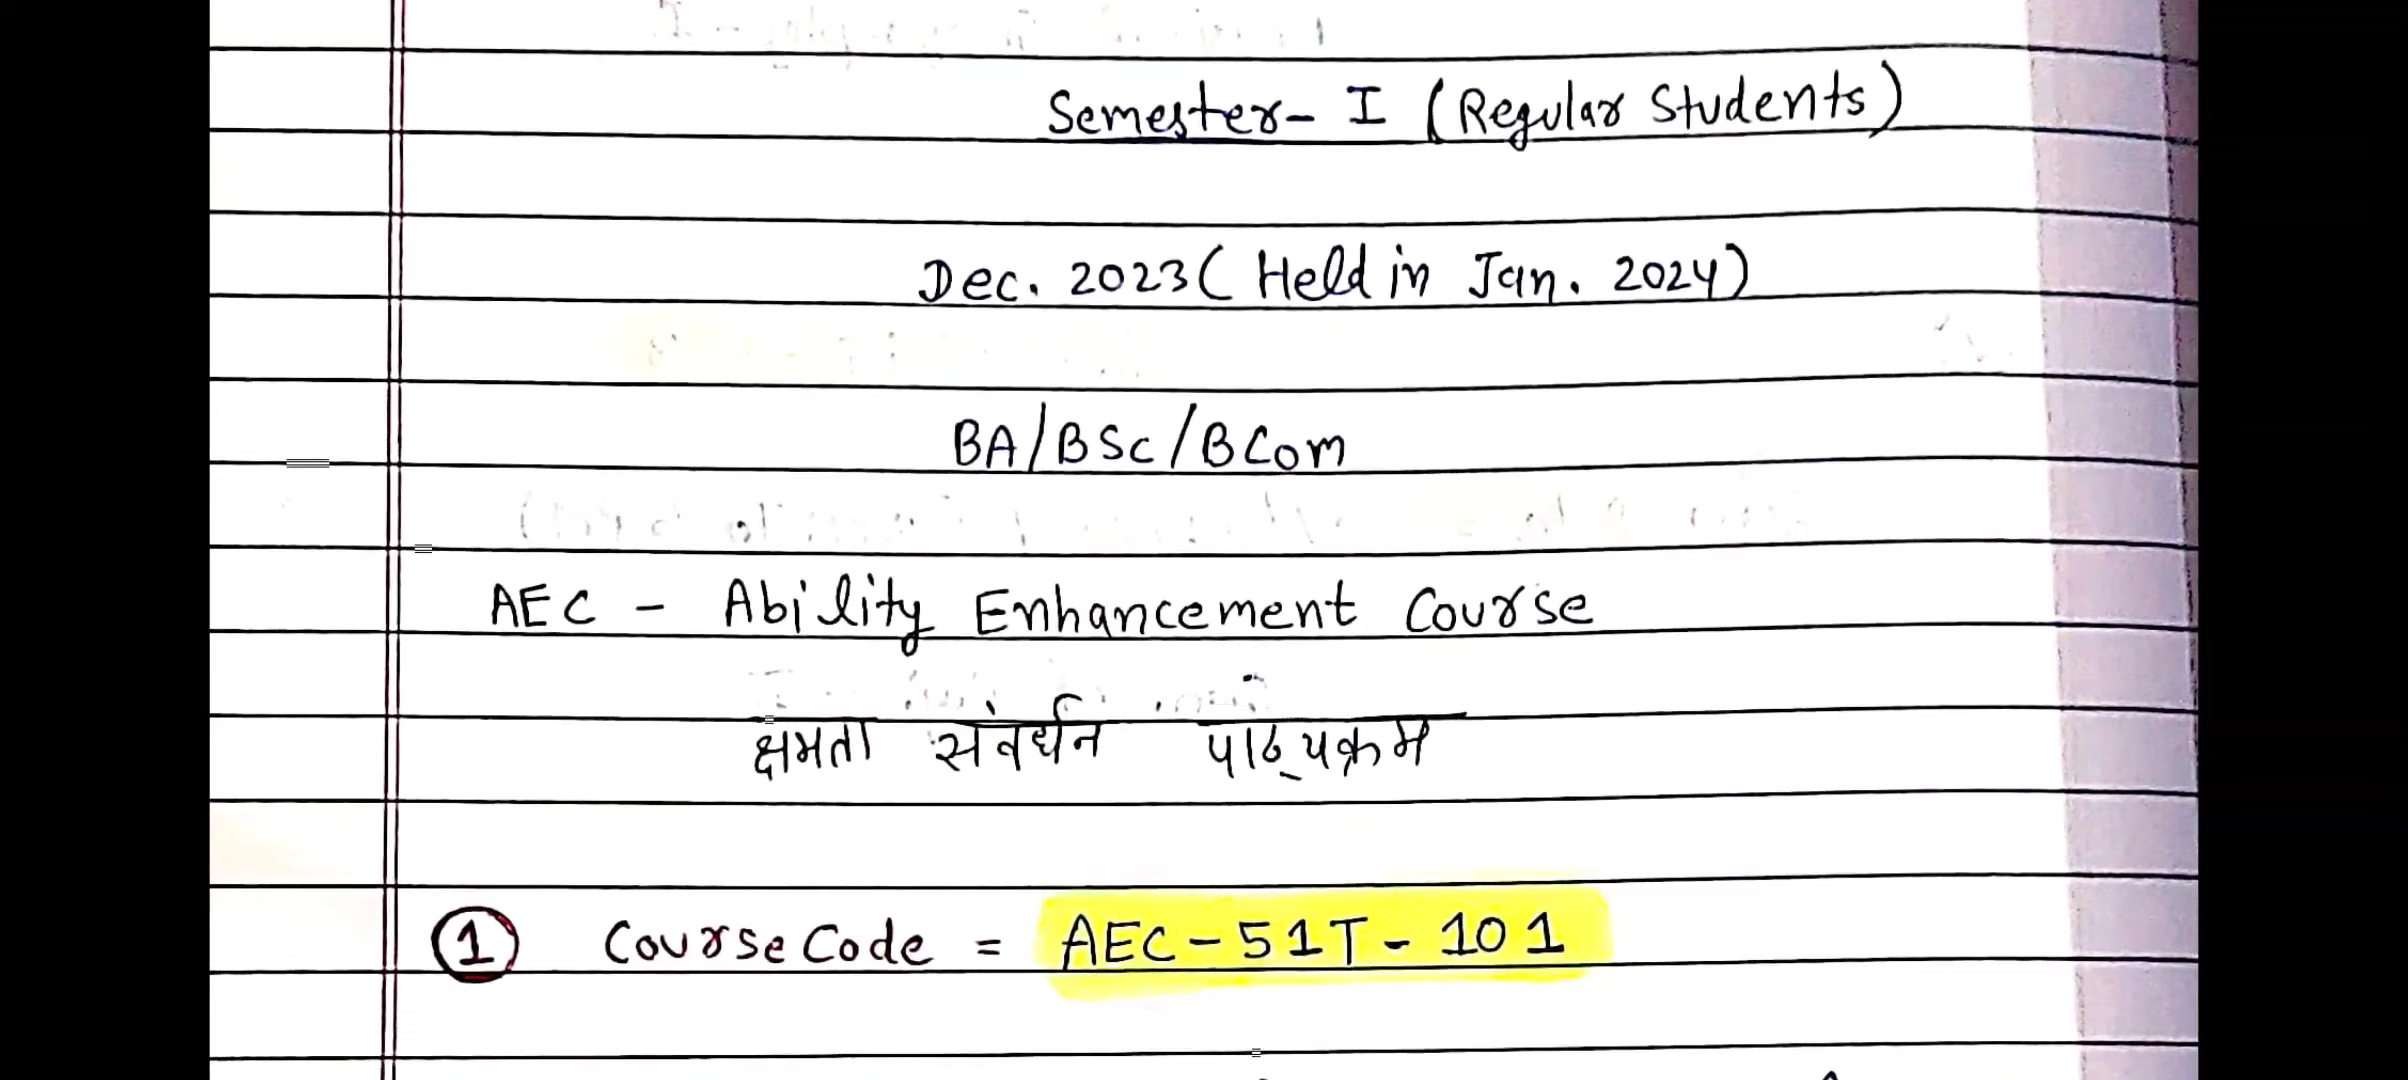 Semester- I (Regular Students)
Dec. 2023 (Held in Jan. 2024)
BA/BSc/BCom
AEC - Ability Enhancement Course
क्षमता संवर्धन पाठ्यक्रम
1 Course Code = AEC-51T-101